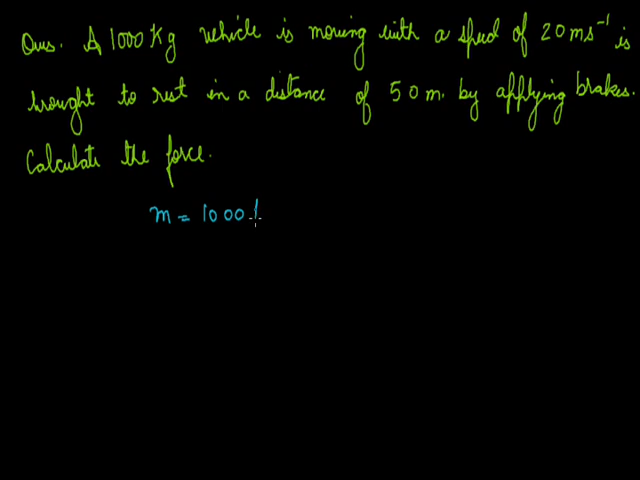 Ques. A 1000 Kg vehicle is moving with a speed of 20 ms⁻¹ is
brought to rest in a distance of 50 m. by applying brakes.
Calculate the force.
m = 1000